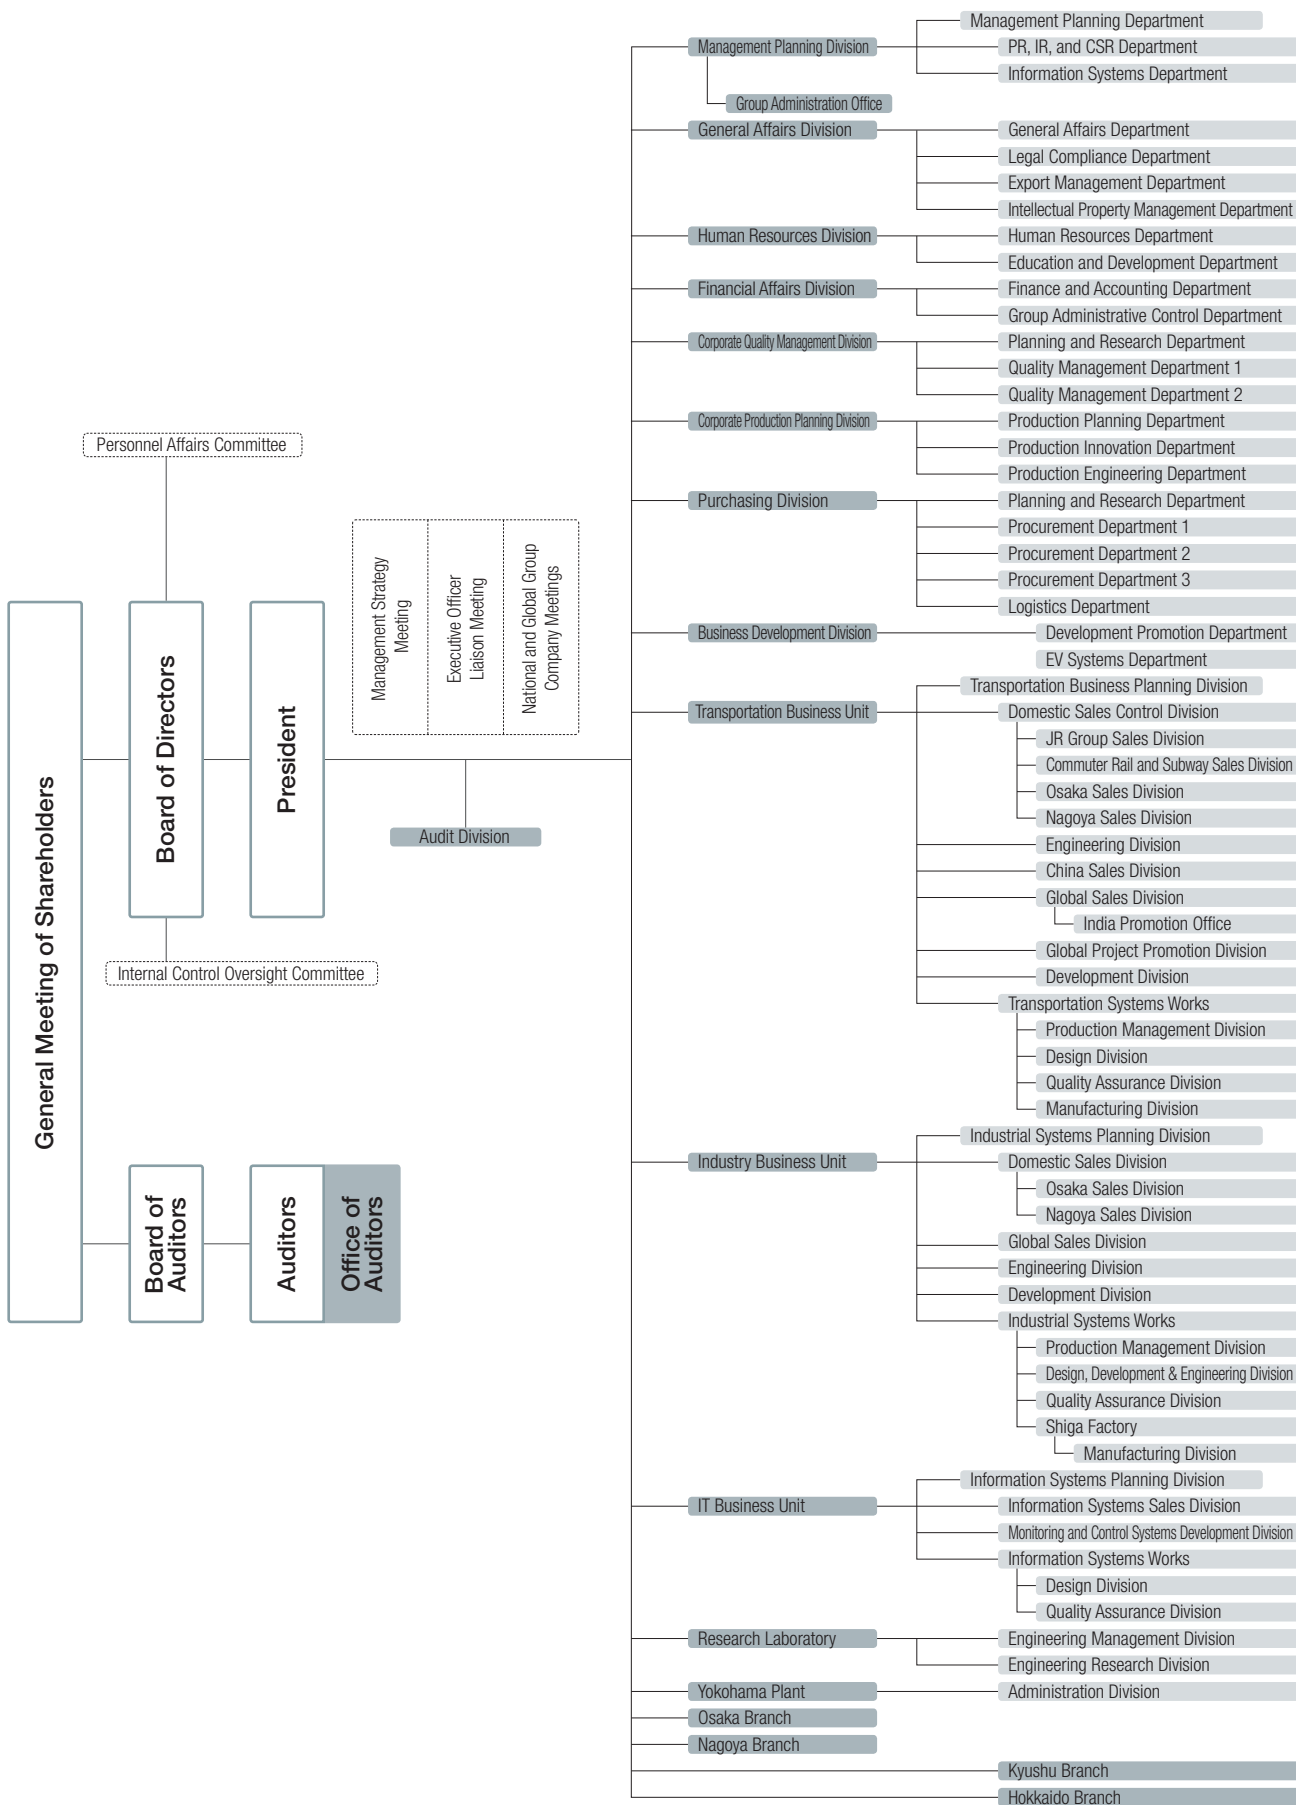 General Meeting of Shareholders
Personnel Affairs Committee
Board of Directors
Internal Control Oversight Committee
President
Management Strategy
Meeting
Executive Officer
Liaison Meeting
National and Global Group
Company Meetings
Audit Division
Board of
Auditors
Auditors
Office of
Auditors
Management Planning Division
Management Planning Department
PR, IR, and CSR Department
Information Systems Department
Group Administration Office
General Affairs Division
General Affairs Department
Legal Compliance Department
Export Management Department
Intellectual Property Management Department
Human Resources Division
Human Resources Department
Education and Development Department
Financial Affairs Division
Finance and Accounting Department
Group Administrative Control Department
Corporate Quality Management Division
Planning and Research Department
Quality Management Department 1
Quality Management Department 2
Corporate Production Planning Division
Production Planning Department
Production Innovation Department
Production Engineering Department
Purchasing Division
Planning and Research Department
Procurement Department 1
Procurement Department 2
Procurement Department 3
Logistics Department
Business Development Division
Development Promotion Department
EV Systems Department
Transportation Business Unit
Transportation Business Planning Division
Domestic Sales Control Division
JR Group Sales Division
Commuter Rail and Subway Sales Division
Osaka Sales Division
Nagoya Sales Division
Engineering Division
China Sales Division
Global Sales Division
India Promotion Office
Global Project Promotion Division
Development Division
Transportation Systems Works
Production Management Division
Design Division
Quality Assurance Division
Manufacturing Division
Industry Business Unit
Industrial Systems Planning Division
Domestic Sales Division
Osaka Sales Division
Nagoya Sales Division
Global Sales Division
Engineering Division
Development Division
Industrial Systems Works
Production Management Division
Design, Development & Engineering Division
Quality Assurance Division
Shiga Factory
Manufacturing Division
IT Business Unit
Information Systems Planning Division
Information Systems Sales Division
Monitoring and Control Systems Development Division
Information Systems Works
Design Division
Quality Assurance Division
Research Laboratory
Engineering Management Division
Engineering Research Division
Yokohama Plant
Administration Division
Osaka Branch
Nagoya Branch
Kyushu Branch
Hokkaido Branch